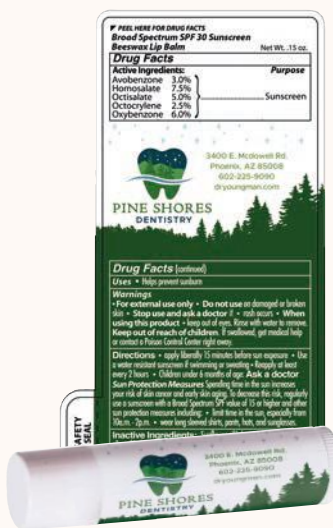 PEEL HERE FOR DRUG FACTS
Broad Spectrum SPF 30 Sunscreen
Beeswax Lip Balm Net Wt. .15 oz.
Drug Facts
Active Ingredients: Purpose
Avobenzone 3.0%
Homosalate 7.5%
Octisalate 5.0% Sunscreen
Octocrylene 2.5%
Oxybenzone 6.0%
3400 E. Mcdowell Rd.
Phoenix, AZ 85008
602-225-9090
dryoungman.com
PINE SHORES
DENTISTRY
Drug Facts (continued)
Uses • Helps prevent sunburn
Warnings
• For external use only • Do not use on damaged or broken
skin • Stop use and ask a doctor if • rash occurs • When
using this product • keep out of eyes. Rinse with water to remove.
Keep out of reach of children. If swallowed, get medical help
or contact a Poison Control Center right away.
Directions • apply liberally 15 minutes before sun exposure • Use
a water resistant sunscreen if swimming or sweating • Reapply at least
every 2 hours • Children under 6 months of age: Ask a doctor
Sun Protection Measures Spending time in the sun increases
your risk of skin cancer and early skin aging. To decrease this risk, regularly
use a sunscreen with a Broad Spectrum SPF value of 15 or higher and other
sun protection measures including: • limit time in the sun, especially from
10a.m. - 2p.m. • wear long sleeved shirts, pants, hats, and sunglasses.
Inactive Ingredients:
SAFETY
SEAL
3400 E. Mcdowell Rd.
Phoenix, AZ 85008
602-225-9090
dryoungman.com
PINE SHORES
DENTISTRY